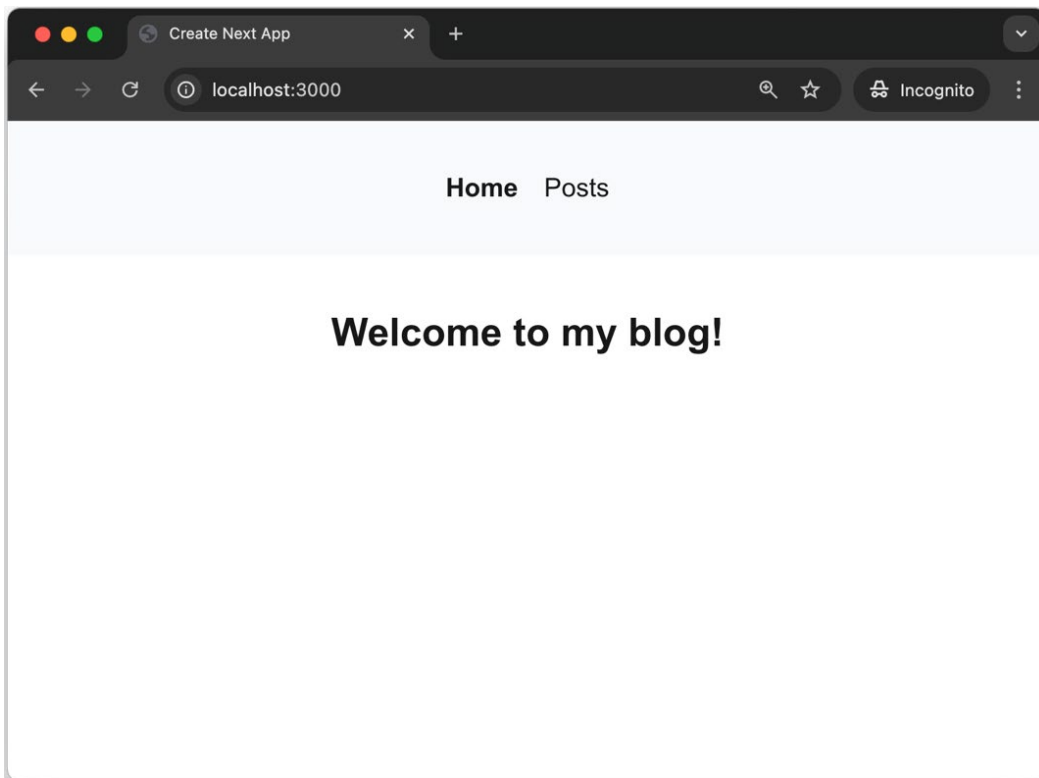 Create Next App
localhost:3000
Incognito
Home Posts
Welcome to my blog!